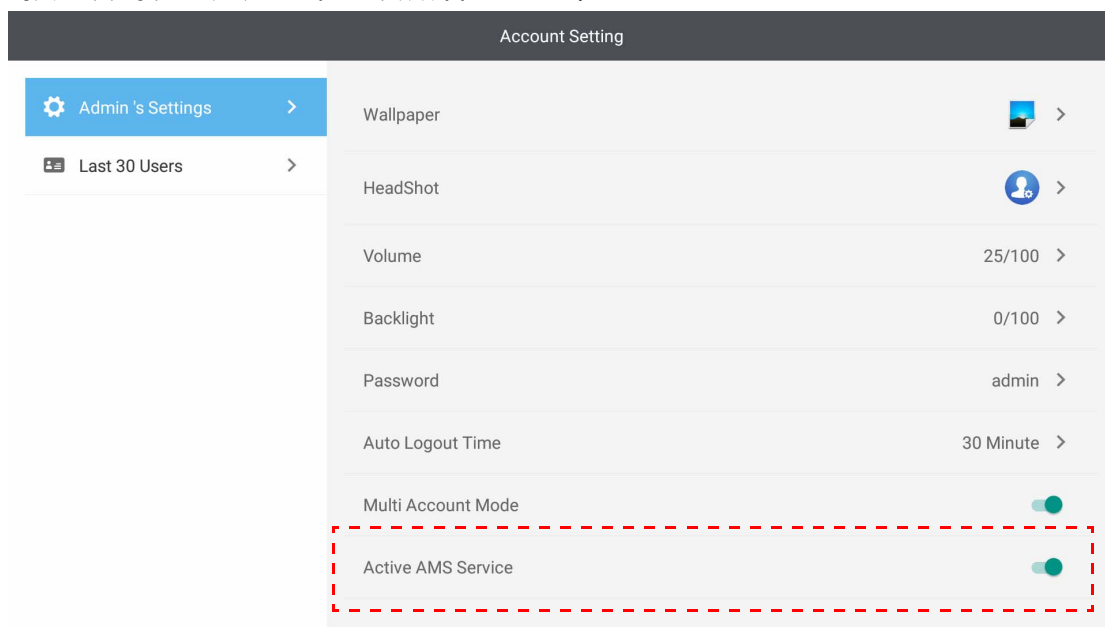 Account Setting
Admin 's Settings
Last 30 Users
Wallpaper
HeadShot
Volume 25/100
Backlight 0/100
Password admin
Auto Logout Time 30 Minute
Multi Account Mode
Active AMS Service